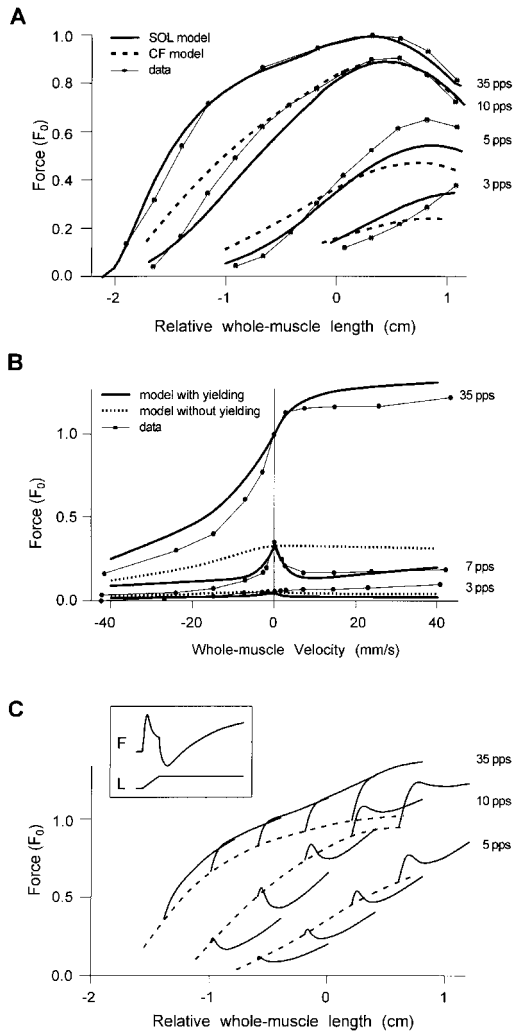 A
SOL model
CF model
data
1.0
0.8
0.6
0.4
0.2
0.0
Force (F0)
35 pps
10 pps
5 pps
3 pps
-2
-1
0
1
Relative whole-muscle length (cm)
B
model with yielding
model without yielding
data
1.0
0.5
0.0
Force (F0)
35 pps
7 pps
3 pps
-40
-20
0
20
40
Whole-muscle Velocity (mm/s)
C
F
L
1.0
0.5
0.0
Force (F0)
35 pps
10 pps
5 pps
-2
-1
0
1
Relative whole-muscle length (cm)